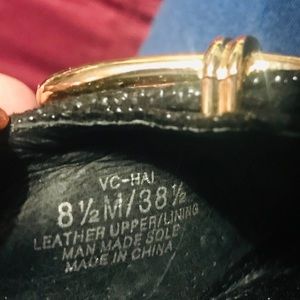 VC-HAI
8½M/38½
LEATHER UPPER/LINING
MAN MADE SOLE
MADE IN CHINA